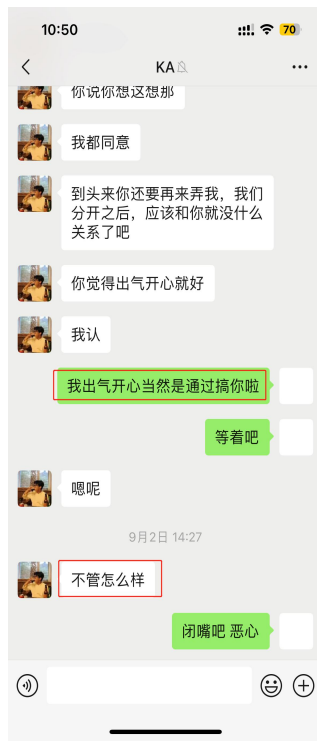 10:50
70
KA
你说你想这想那
我都同意
到头来你还要再来弄我，我们
分开之后，应该和你就没什么
关系了吧
你觉得出气开心就好
我认
我出气开心当然是通过搞你啦
等着吧
嗯呢
9月2日 14:27
不管怎么样
闭嘴吧 恶心